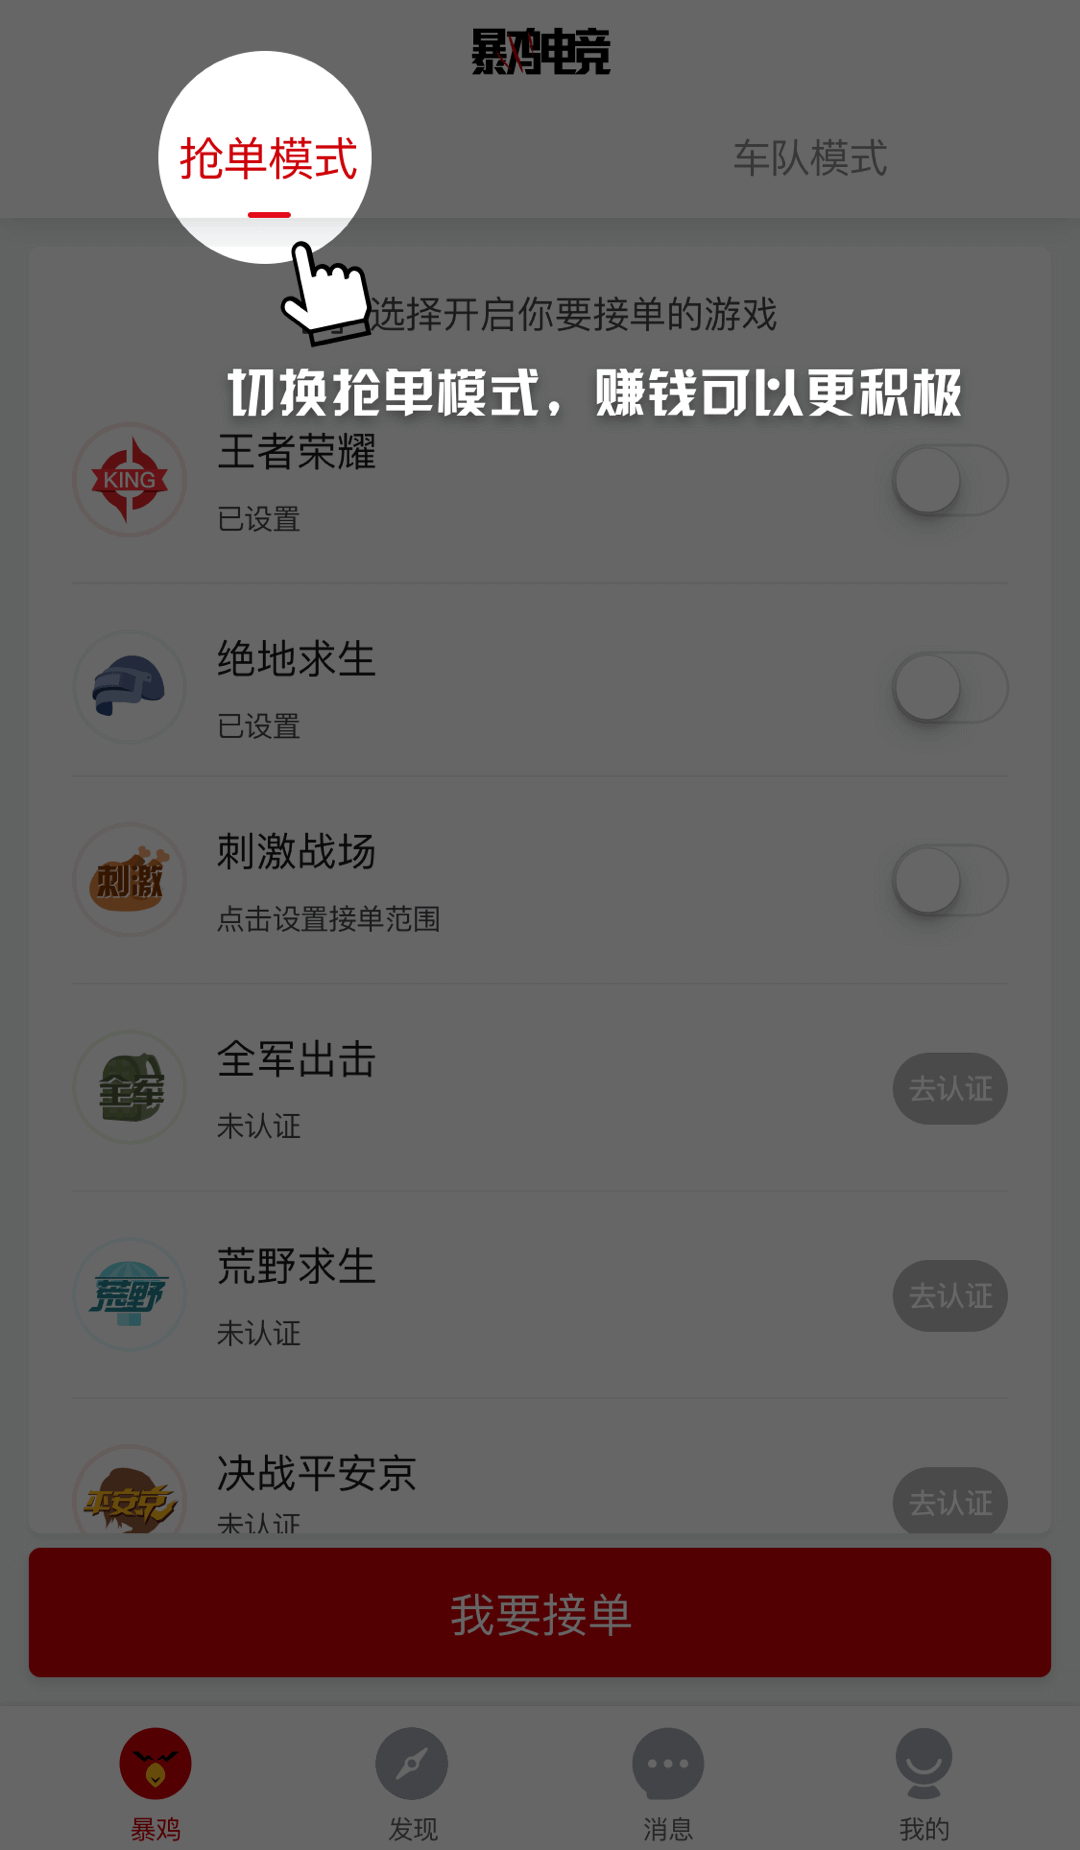 暴鸡电竞
抢单模式
车队模式
选择开启你要接单的游戏
切换抢单模式，赚钱可以更积极
KING
王者荣耀
已设置
绝地求生
已设置
刺激
刺激战场
点击设置接单范围
全军
全军出击
未认证
去认证
荒野
荒野求生
未认证
去认证
平安京
决战平安京
未认证
去认证
我要接单
暴鸡
发现
消息
我的